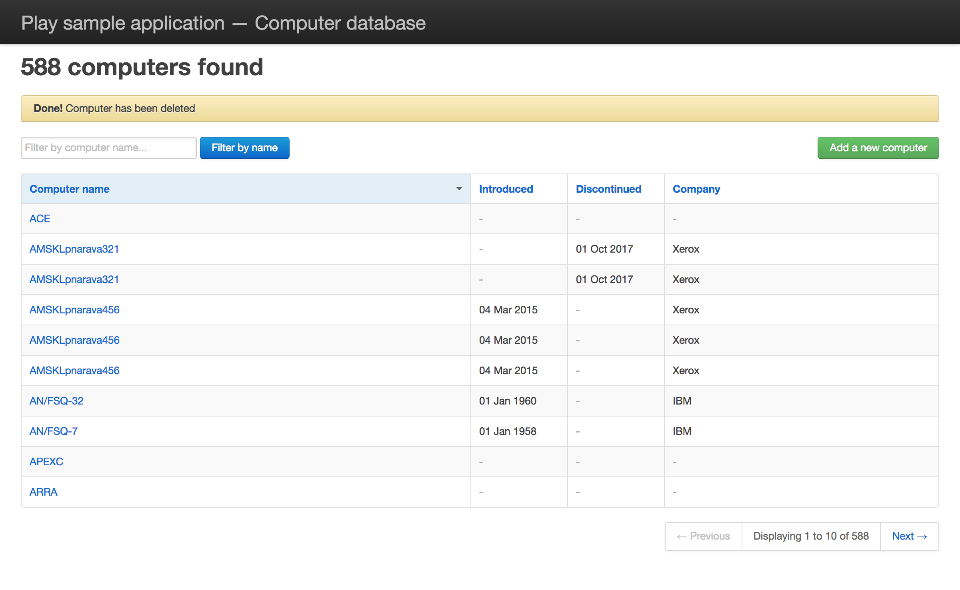 Play sample application — Computer database
588 computers found
Done! Computer has been deleted
Filter by computer name... Filter by name Add a new computer
Computer name Introduced Discontinued Company
ACE - - -
AMSKLpnarava321 - 01 Oct 2017 Xerox
AMSKLpnarava321 - 01 Oct 2017 Xerox
AMSKLpnarava456 04 Mar 2015 - Xerox
AMSKLpnarava456 04 Mar 2015 - Xerox
AMSKLpnarava456 04 Mar 2015 - Xerox
AN/FSQ-32 01 Jan 1960 - IBM
AN/FSQ-7 01 Jan 1958 - IBM
APEXC - - -
ARRA - - -
← Previous Displaying 1 to 10 of 588 Next →